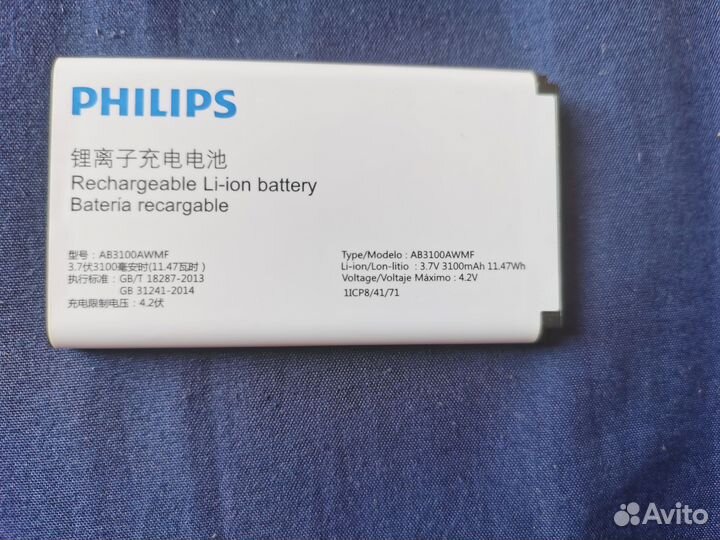 PHILIPS
锂离子充电电池
Rechargeable Li-ion battery
Batería recargable
型号: AB3100AWMF
3.7伏3100毫安时(11.47瓦时)
执行标准: GB/T 18287-2013
GB 31241-2014
充电限制电压: 4.2伏
Type/Modelo : AB3100AWMF
Li-ion/Lon-litio : 3.7V 3100mAh 11.47Wh
Voltage/Voltaje Máximo : 4.2V
1ICP8/41/71
Avito